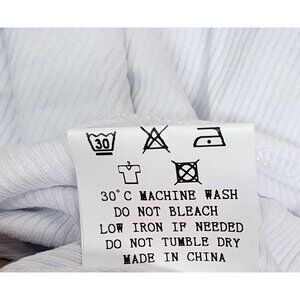 30
30°C MACHINE WASH
DO NOT BLEACH
LOW IRON IF NEEDED
DO NOT TUMBLE DRY
MADE IN CHINA